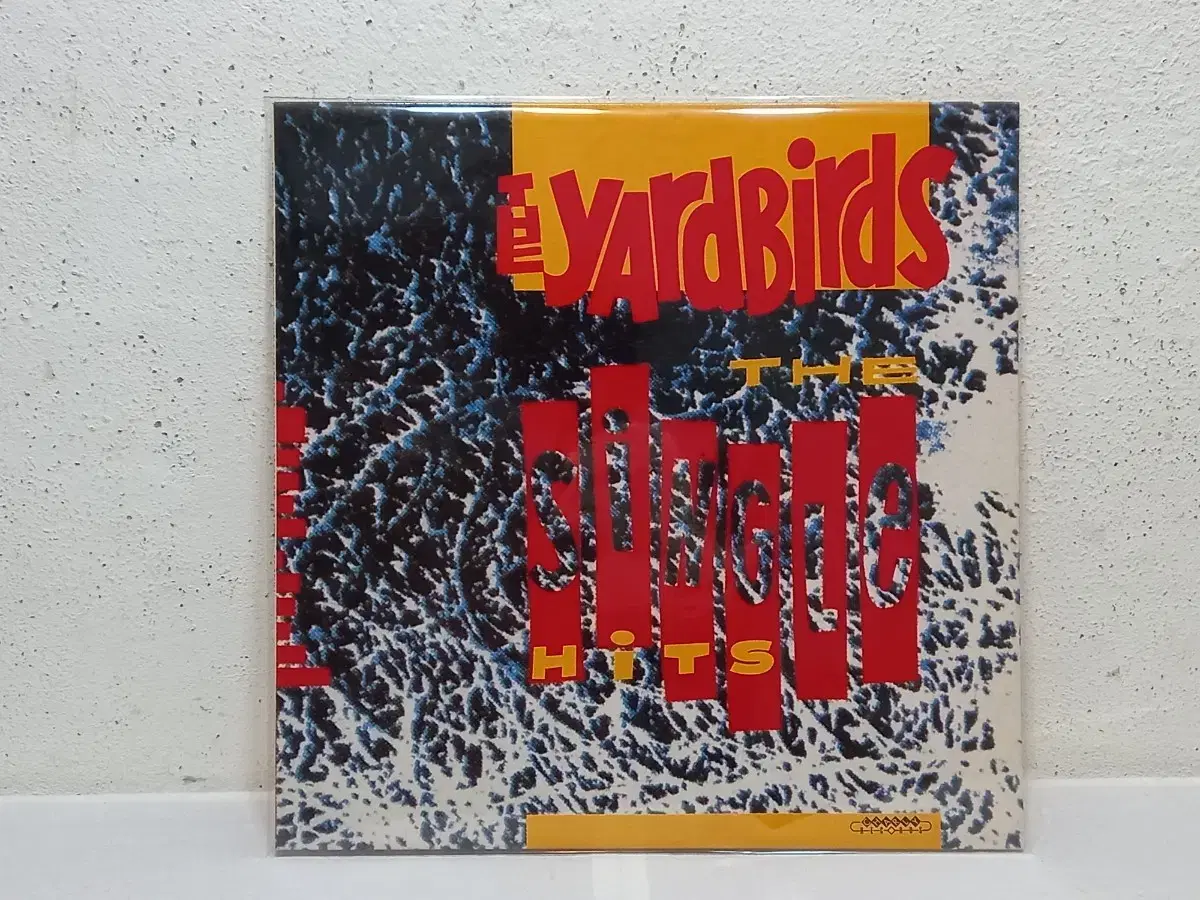 THE YARDBIRDS
THE
SiNGLe
HiTS